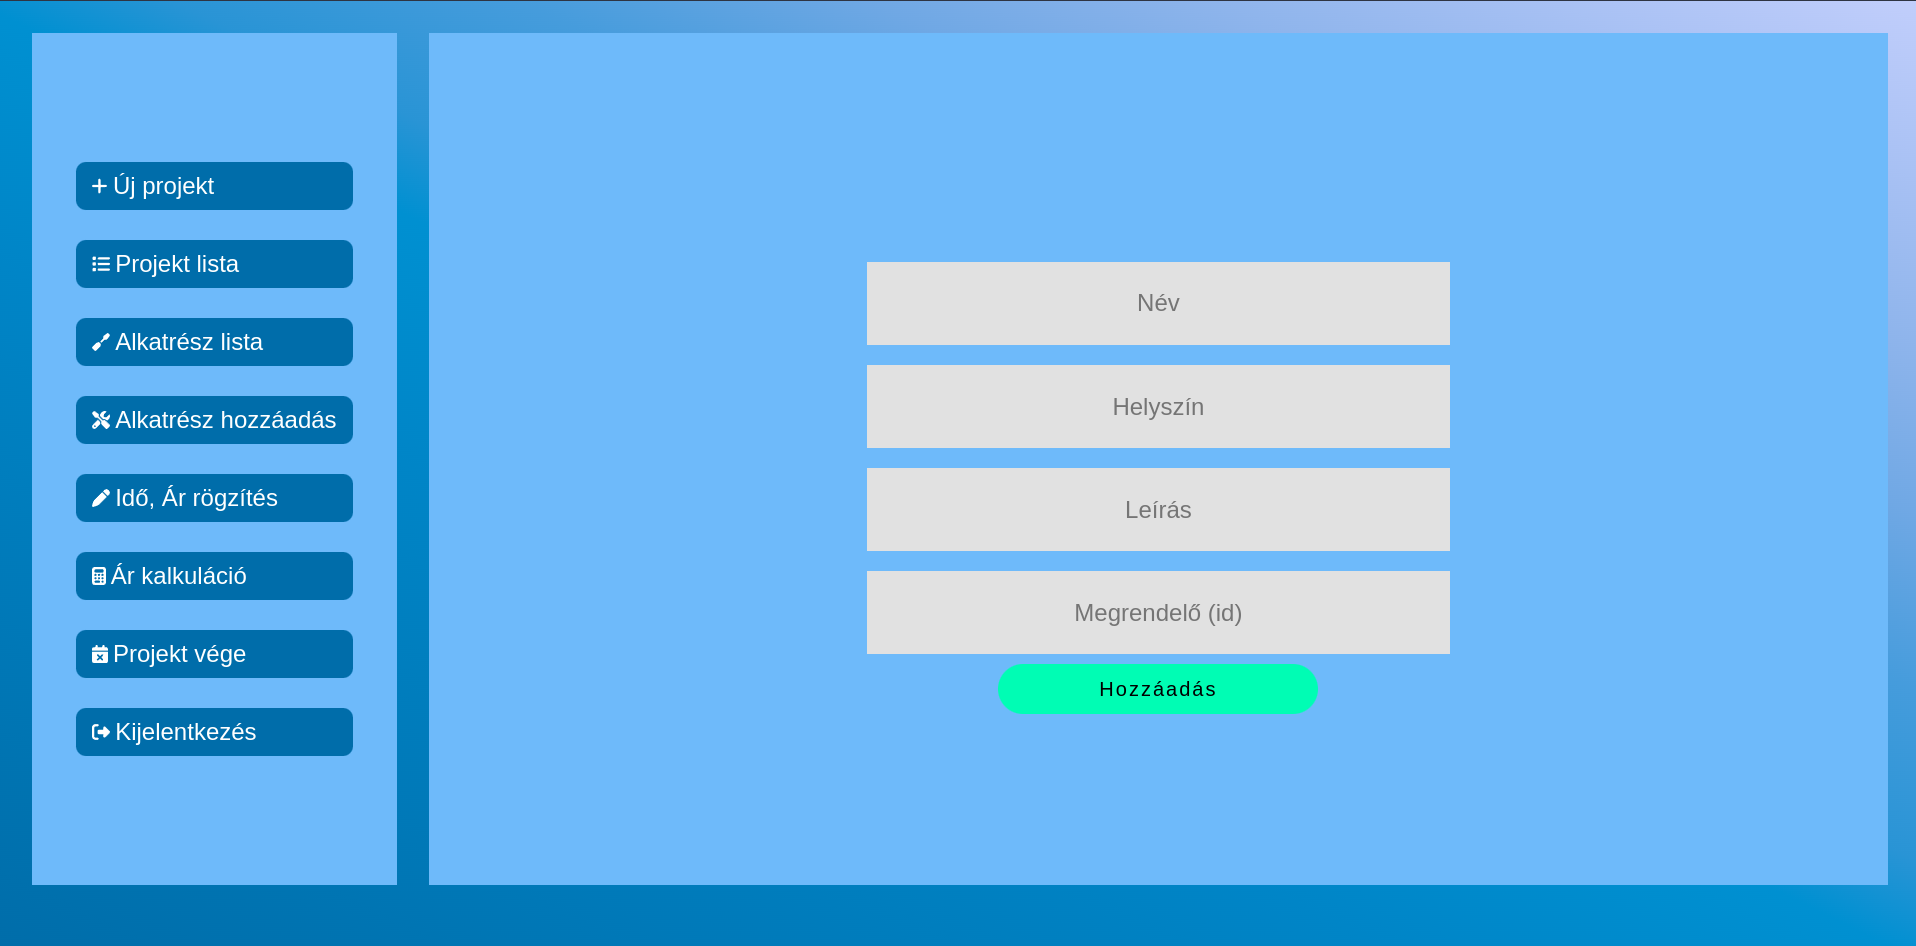 Új projekt
Projekt lista
Alkatrész lista
Alkatrész hozzáadás
Idő, Ár rögzítés
Ár kalkuláció
Projekt vége
Kijelentkezés
Név
Helyszín
Leírás
Megrendelő (id)
Hozzáadás